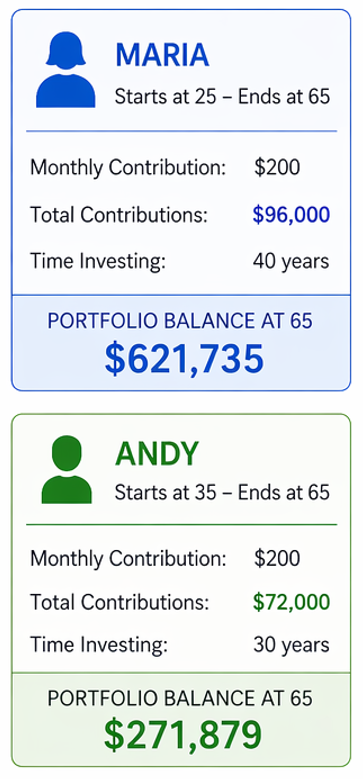 MARIA
Starts at 25 – Ends at 65
Monthly Contribution: $200
Total Contributions: $96,000
Time Investing: 40 years
PORTFOLIO BALANCE AT 65
$621,735
ANDY
Starts at 35 – Ends at 65
Monthly Contribution: $200
Total Contributions: $72,000
Time Investing: 30 years
PORTFOLIO BALANCE AT 65
$271,879